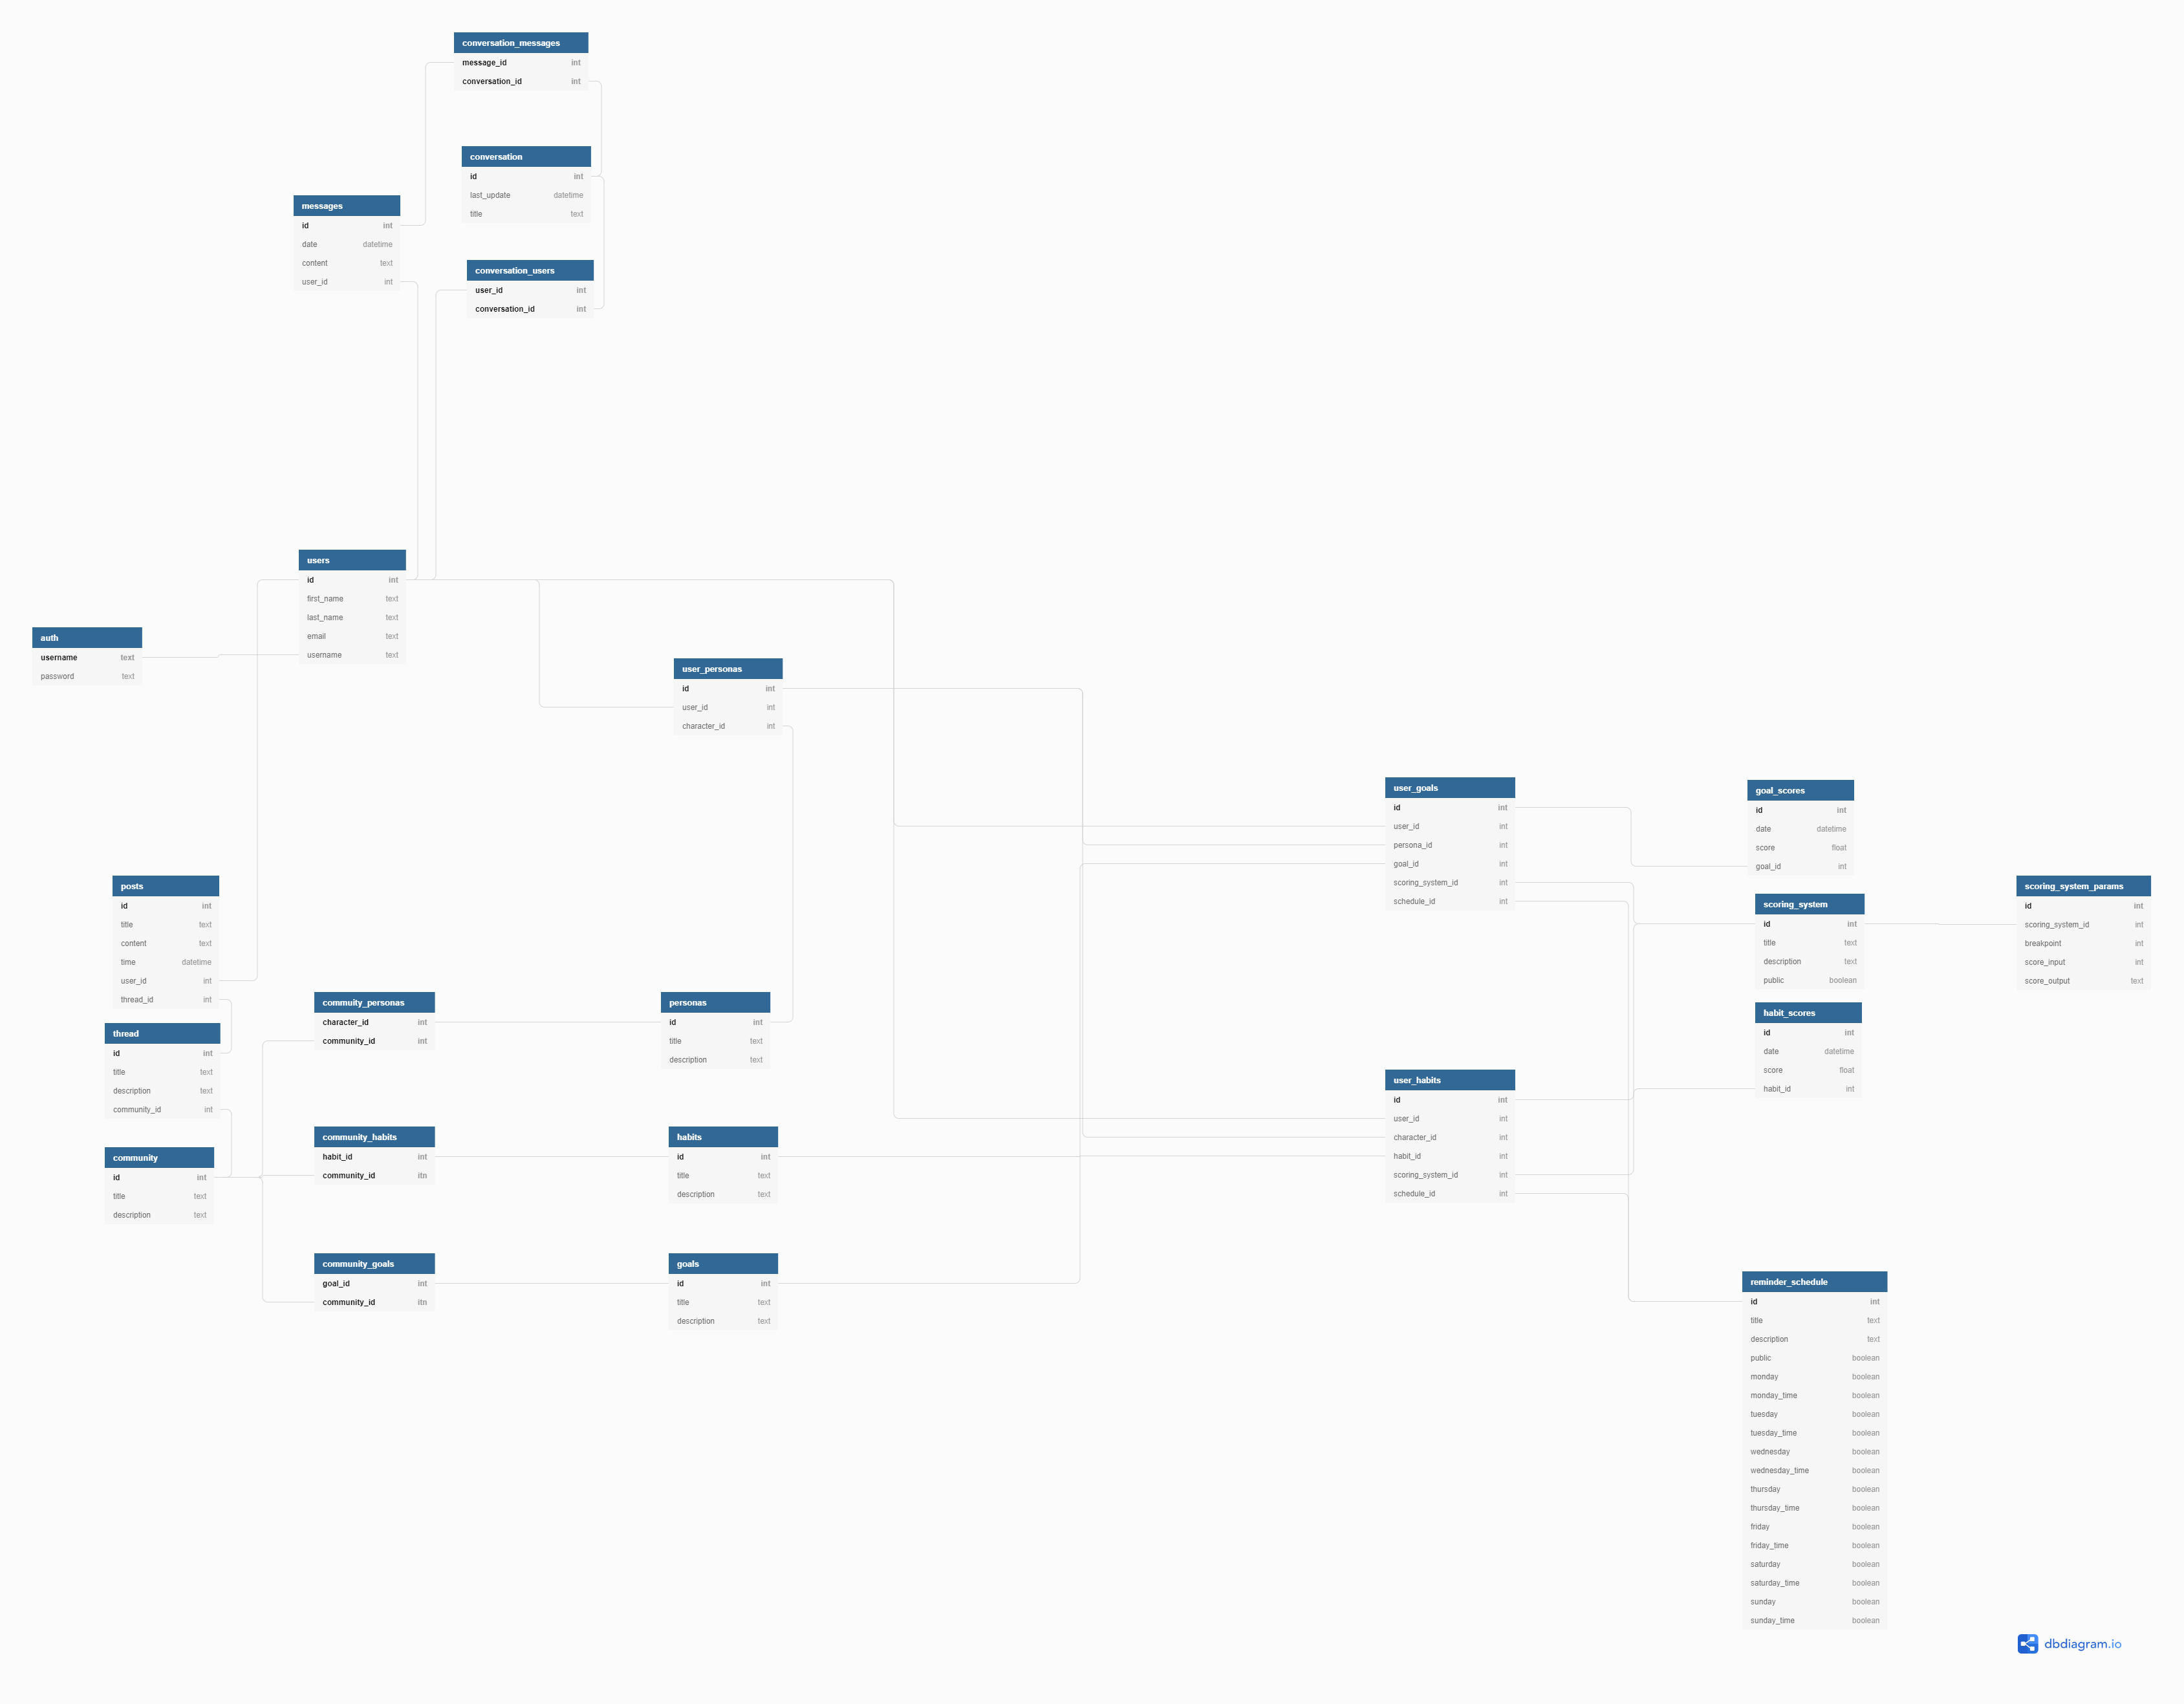 conversation_messages
message_id int
conversation_id int
conversation
id int
last_update datetime
title text
messages
id int
date datetime
content text
user_id int
conversation_users
user_id int
conversation_id int
users
id int
first_name text
last_name text
email text
username text
auth
username text
password text
user_personas
id int
user_id int
character_id int
user_goals
id int
user_id int
persona_id int
goal_id int
scoring_system_id int
schedule_id int
goal_scores
id int
date datetime
score float
goal_id int
scoring_system_params
id int
scoring_system_id int
breakpoint int
score_input int
score_output text
scoring_system
id int
title text
description text
public boolean
posts
id int
title text
content text
time datetime
user_id int
thread_id int
commuity_personas
character_id int
community_id int
personas
id int
title text
description text
habit_scores
id int
date datetime
score float
habit_id int
thread
id int
title text
description text
community_id int
user_habits
id int
user_id int
character_id int
habit_id int
scoring_system_id int
schedule_id int
community_habits
habit_id int
community_id itn
habits
id int
title text
description text
community
id int
title text
description text
community_goals
goal_id int
community_id itn
goals
id int
title text
description text
reminder_schedule
id int
title text
description text
public boolean
monday boolean
monday_time boolean
tuesday boolean
tuesday_time boolean
wednesday boolean
wednesday_time boolean
thursday boolean
thursday_time boolean
friday boolean
friday_time boolean
saturday boolean
saturday_time boolean
sunday boolean
sunday_time boolean
dbdiagram.io